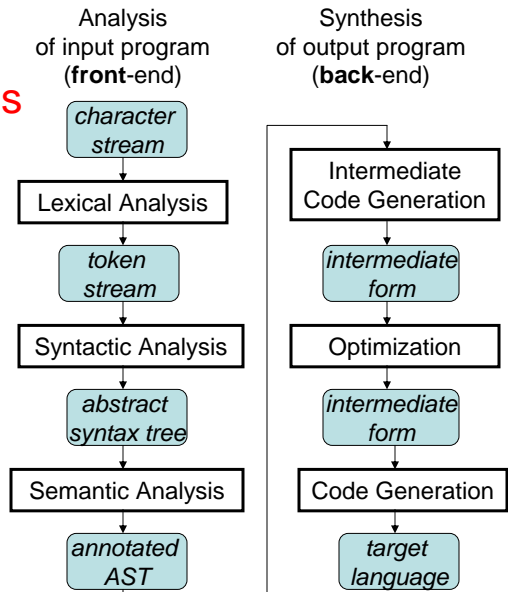 Analysis
of input program
(front-end)
s
character
stream
Lexical Analysis
token
stream
Syntactic Analysis
abstract
syntax tree
Semantic Analysis
annotated
AST
Synthesis
of output program
(back-end)
Intermediate
Code Generation
intermediate
form
Optimization
intermediate
form
Code Generation
target
language